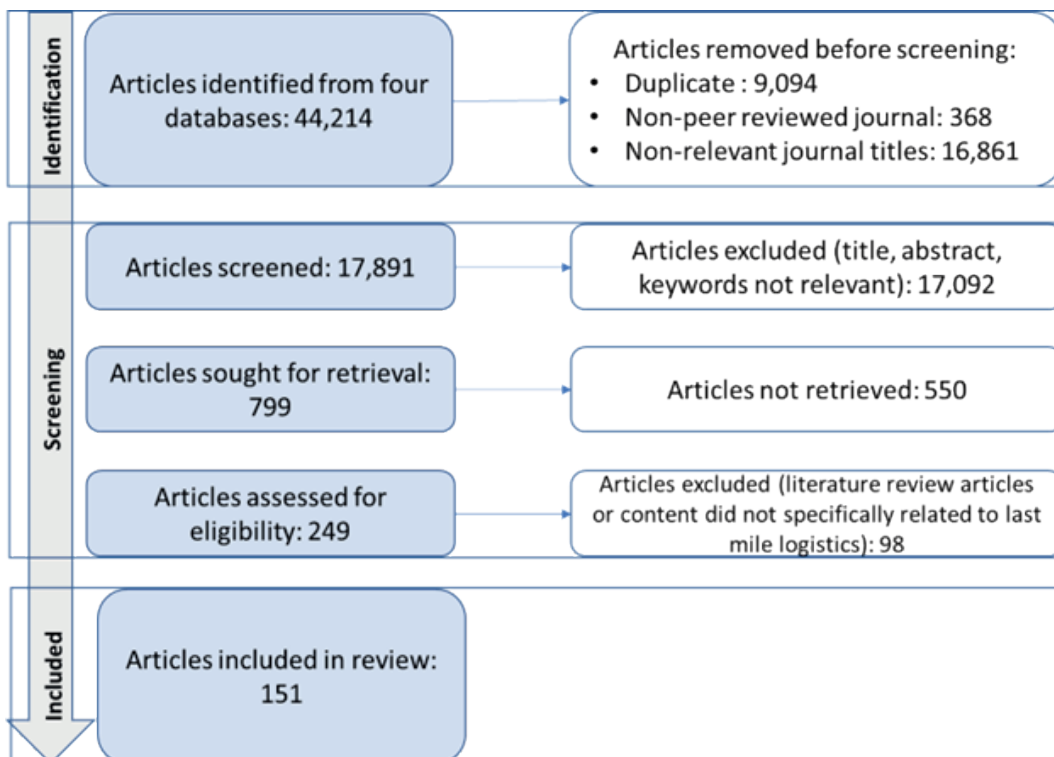 Identification
Articles identified from four
databases: 44,214
Articles removed before screening:
• Duplicate : 9,094
• Non-peer reviewed journal: 368
• Non-relevant journal titles: 16,861
Screening
Articles screened: 17,891
Articles excluded (title, abstract,
keywords not relevant): 17,092
Articles sought for retrieval:
799
Articles not retrieved: 550
Articles assessed for
eligibility: 249
Articles excluded (literature review articles
or content did not specifically related to last
mile logistics): 98
Included
Articles included in review:
151